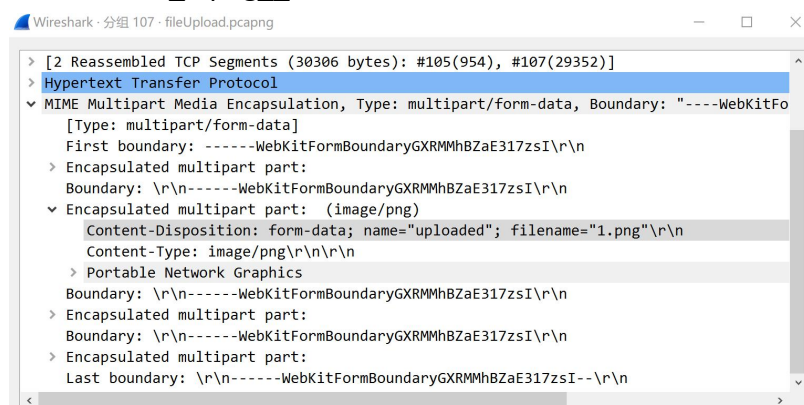 Wireshark · 分组 107 · fileUpload.pcapng
[2 Reassembled TCP Segments (30306 bytes): #105(954), #107(29352)]
Hypertext Transfer Protocol
MIME Multipart Media Encapsulation, Type: multipart/form-data, Boundary: "----WebKitFo
[Type: multipart/form-data]
First boundary: ------WebKitFormBoundaryGXRMMhBZaE317zsI\r\n
Encapsulated multipart part:
Boundary: \r\n------WebKitFormBoundaryGXRMMhBZaE317zsI\r\n
Encapsulated multipart part:  (image/png)
Content-Disposition: form-data; name="uploaded"; filename="1.png"\r\n
Content-Type: image/png\r\n\r\n
Portable Network Graphics
Boundary: \r\n------WebKitFormBoundaryGXRMMhBZaE317zsI\r\n
Encapsulated multipart part:
Boundary: \r\n------WebKitFormBoundaryGXRMMhBZaE317zsI\r\n
Encapsulated multipart part:
Last boundary: \r\n------WebKitFormBoundaryGXRMMhBZaE317zsI--\r\n